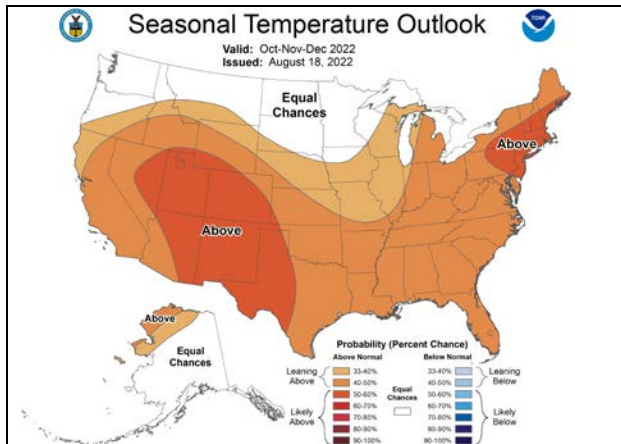 Seasonal Temperature Outlook
Valid: Oct-Nov-Dec 2022
Issued: August 18, 2022
NOAA
Equal
Chances
Above
Above
Above
Equal
Chances
Probability (Percent Chance)
Above Normal
Below Normal
Leaning
Above
33-40%
40-50%
Likely
Above
50-60%
60-70%
70-80%
80-90%
90-100%
Equal
Chances
33-40%
40-50%
Leaning
Below
50-60%
60-70%
70-80%
80-90%
90-100%
Likely
Below